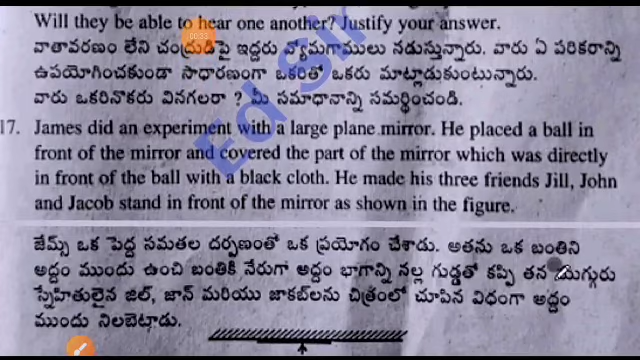 Will they be able to hear one another? Justify your answer.
వాతావరణం లేని చంద్రుడిపై ఇద్దరు వ్యోమగాములు నడుస్తున్నారు. వారు ఏ పరికరాన్ని
ఉపయోగించకుండా సాధారణంగా ఒకరితో ఒకరు మాట్లాడుకుంటున్నారు.
వారు ఒకరినొకరు వినగలరా ? మీ సమాధానాన్ని సమర్థించండి.
17. James did an experiment with a large plane mirror. He placed a ball in
front of the mirror and covered the part of the mirror which was directly
in front of the ball with a black cloth. He made his three friends Jill, John
and Jacob stand in front of the mirror as shown in the figure.
జేమ్స్ ఒక పెద్ద సమతల దర్పణంతో ఒక ప్రయోగం చేశాడు. అతను ఒక బంతిని
అద్దం ముందు ఉంచి బంతికి నేరుగా అద్దం భాగాన్ని నల్ల గుడ్డతో కప్పి తన ముగ్గురు
స్నేహితులైన జిల్, జాన్ మరియు జాకబ్‌లను చిత్రంలో చూపిన విధంగా అద్దం
ముందు నిలబెట్టాడు.
Ed Sir
00:33